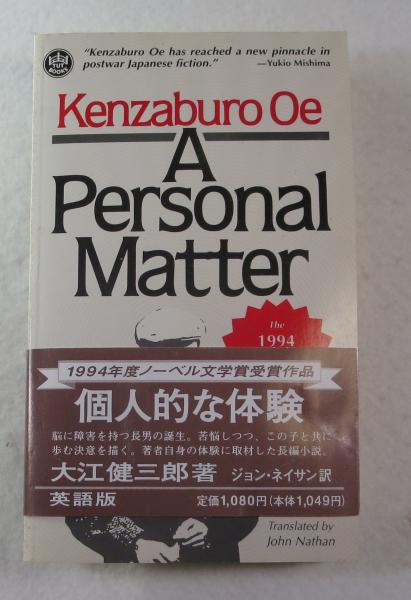 TUT
BOOKS
"Kenzaburo Oe has reached a new pinnacle in
postwar Japanese fiction." —Yukio Mishima
Kenzaburo Oe
A
Personal
Matter
The
1994
1994年度ノーベル文学賞受賞作品
個人的な体験
脳に障害を持つ長男の誕生。苦悩しつつ、この子と共に
歩む決意を描く。著者自身の体験に取材した長編小説。
大江健三郎著 ジョン・ネイサン訳
英語版 定価1,080円(本体1,049円)
Translated by
John Nathan